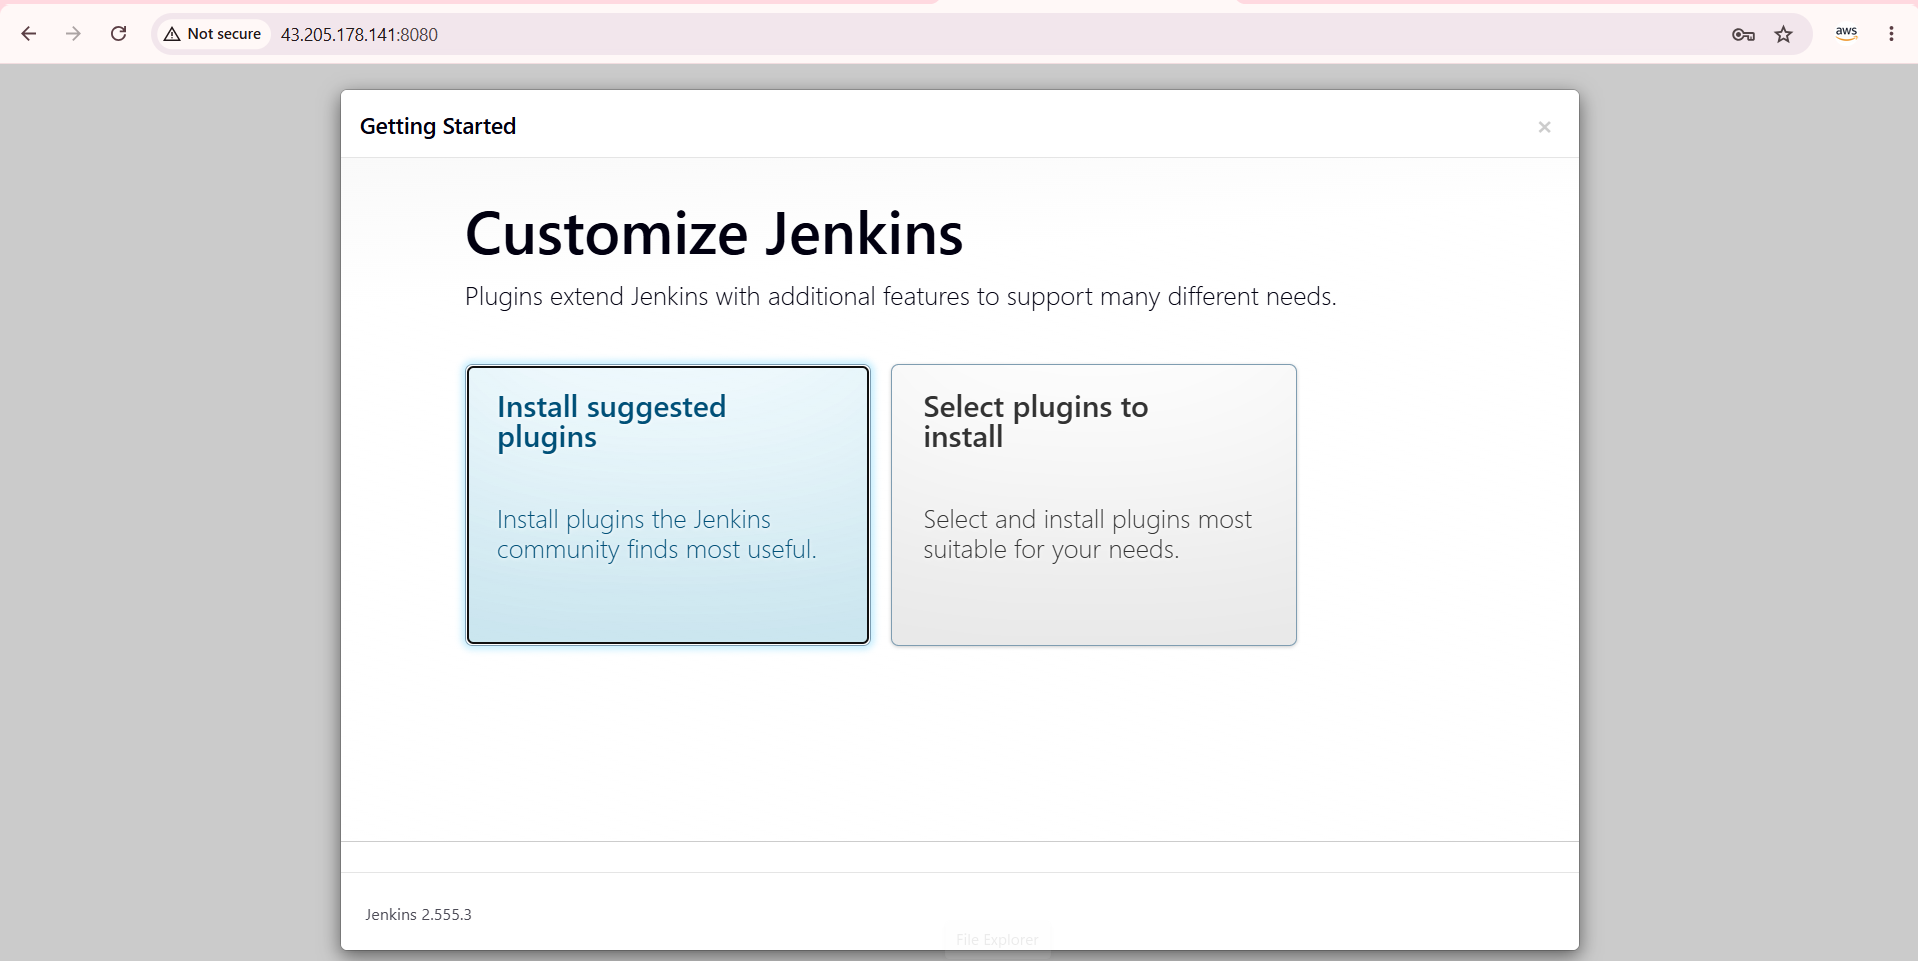 Not secure
43.205.178.141:8080
aws
Getting Started
×
Customize Jenkins
Plugins extend Jenkins with additional features to support many different needs.
Install suggested
plugins
Install plugins the Jenkins
community finds most useful.
Select plugins to
install
Select and install plugins most
suitable for your needs.
Jenkins 2.555.3
File Explorer